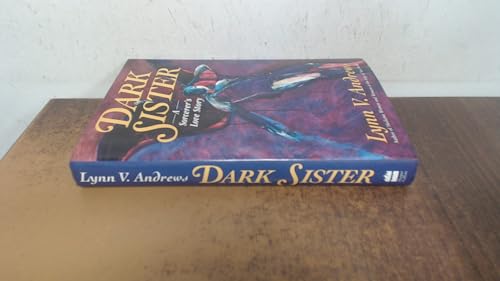 DARK
SISTER
A
Sorcerer's
Love Story
Lynn V. Andrews
Lynn V. Andrews DARK SISTER